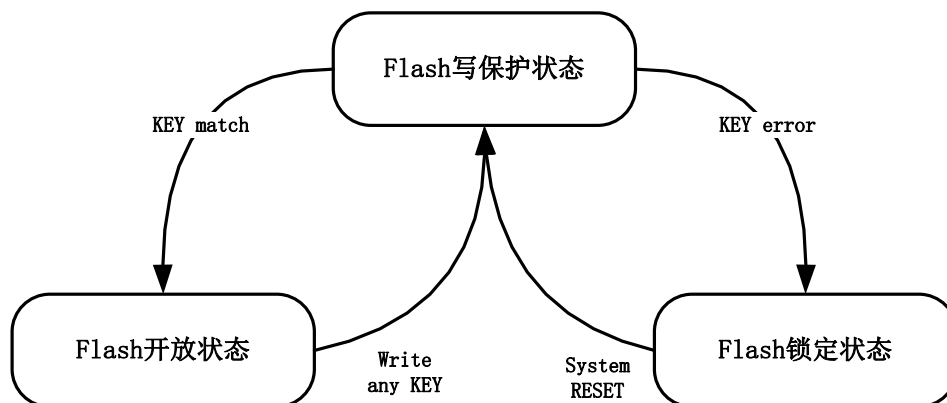 Flash写保护状态
KEY match
KEY error
Flash开放状态
Flash锁定状态
Write
any KEY
System
RESET